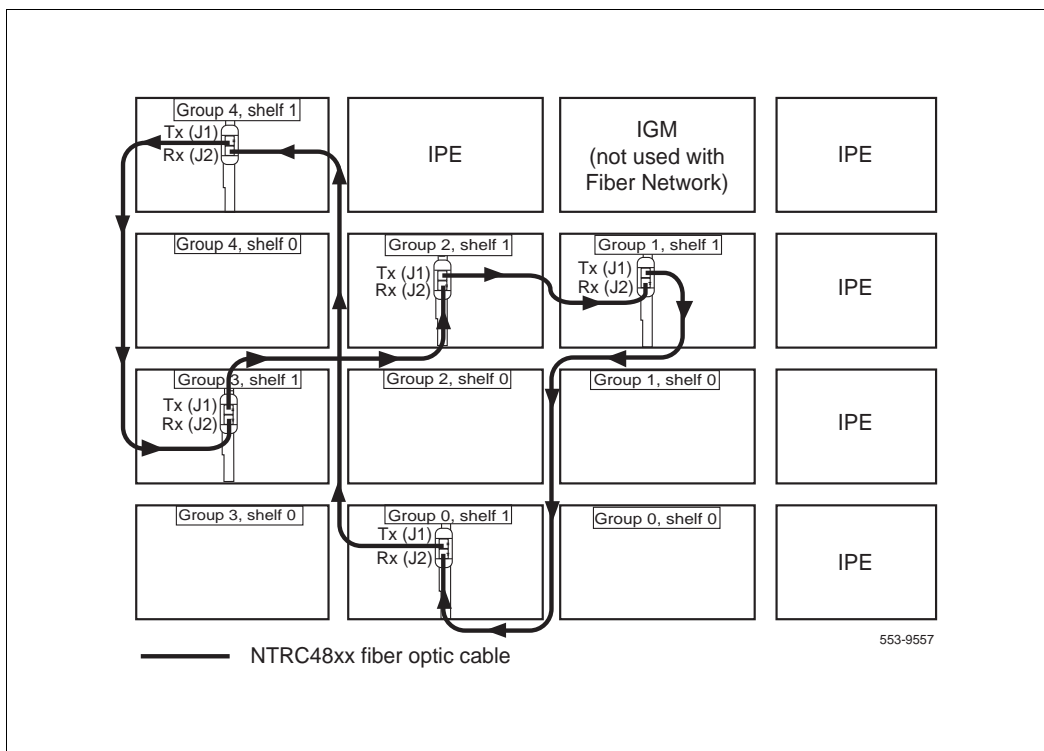 Group 4, shelf 1
Tx (J1)
Rx (J2)
IPE
IGM
(not used with
Fiber Network)
IPE
Group 4, shelf 0
Group 2, shelf 1
Tx (J1)
Rx (J2)
Group 1, shelf 1
Tx (J1)
Rx (J2)
IPE
Group 3, shelf 1
Tx (J1)
Rx (J2)
Group 2, shelf 0
Group 1, shelf 0
IPE
Group 3, shelf 0
Group 0, shelf 1
Tx (J1)
Rx (J2)
Group 0, shelf 0
IPE
553-9557
NTRC48xx fiber optic cable